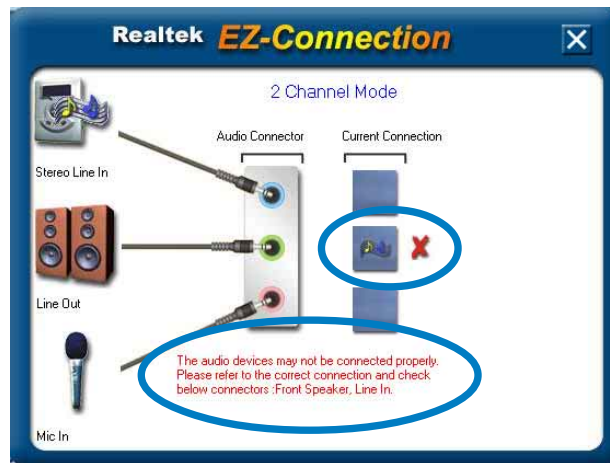 Realtek EZ-Connection
2 Channel Mode
Audio Connector
Current Connection
Stereo Line In
Line Out
The audio devices may not be connected properly.
Please refer to the correct connection and check
below connectors :Front Speaker, Line In.
Mic In